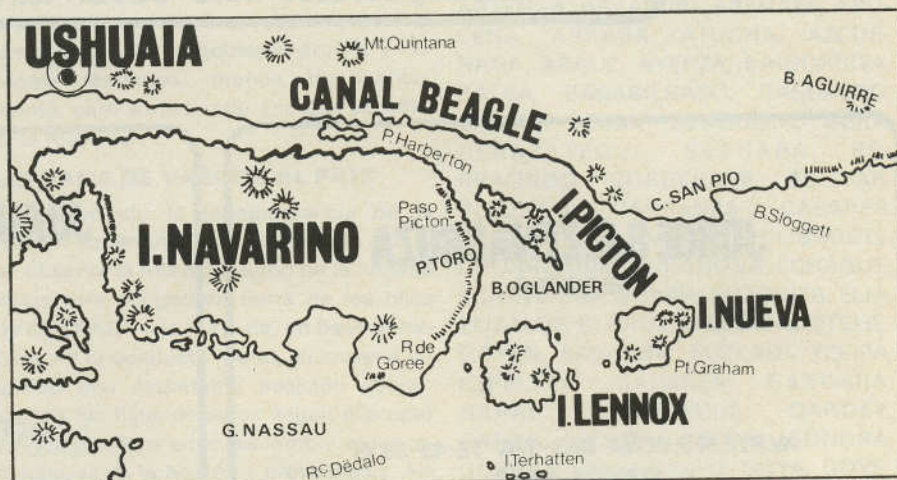 USHUAIA
Mt.Quintana
CANAL BEAGLE
B. AGUIRRE
P.Harberton
C. SAN PIO
B.Sloggett
Paso
Picton
I.PICTON
I.NAVARINO
P.TORO
B.OGLANDER
I.NUEVA
R.de
Goree
Pt.Graham
I.LENNOX
G.NASSAU
Rc Dédalo
I.Terhatten